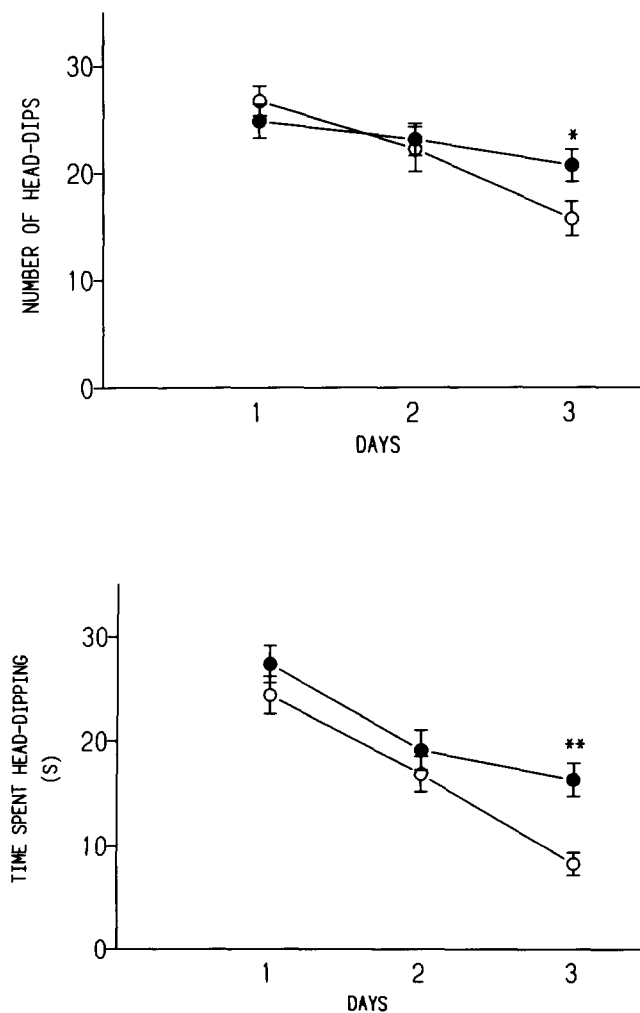 NUMBER OF HEAD-DIPS
30
20
10
0
*
1 2 3
DAYS
TIME SPENT HEAD-DIPPING
(S)
30
20
10
0
**
1 2 3
DAYS